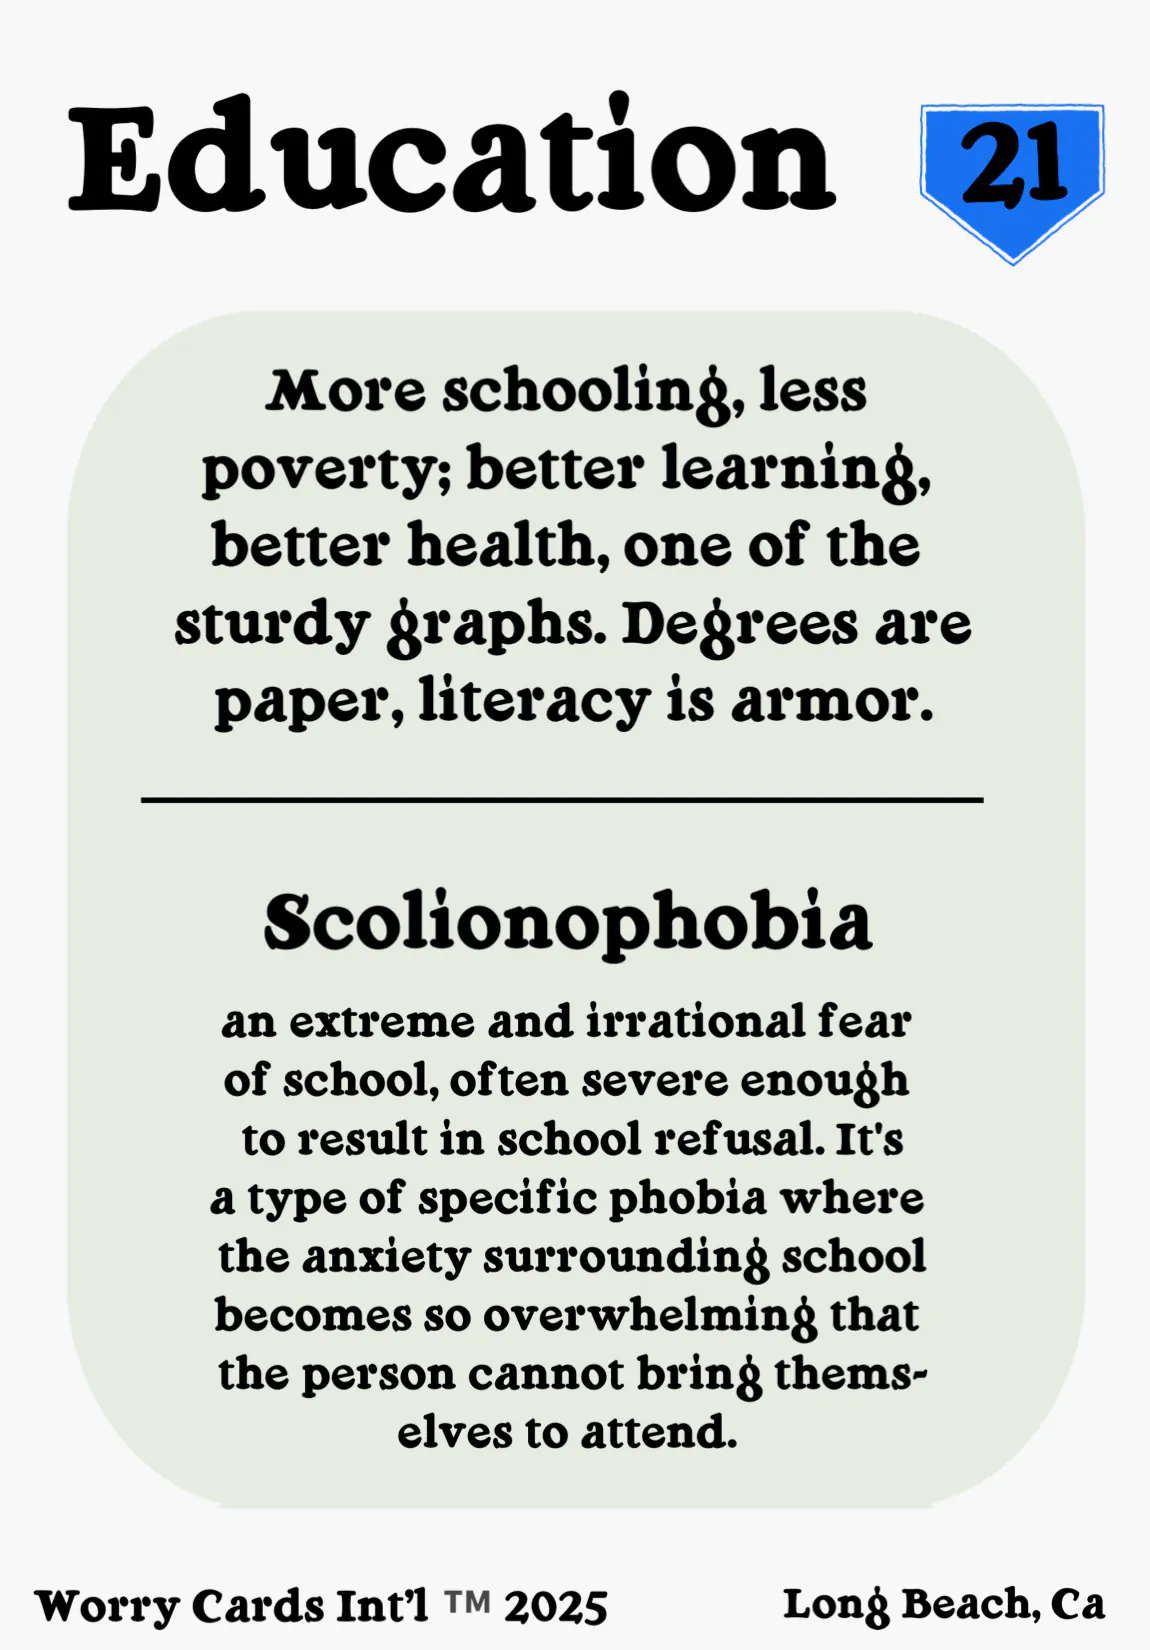 Education
21
More schooling, less
poverty; better learning,
better health, one of the
sturdy graphs. Degrees are
paper, literacy is armor.
Scolionophobia
an extreme and irrational fear
of school, often severe enough
to result in school refusal. It's
a type of specific phobia where
the anxiety surrounding school
becomes so overwhelming that
the person cannot bring thems-
elves to attend.
Worry Cards Int’l ™ 2025
Long Beach, Ca